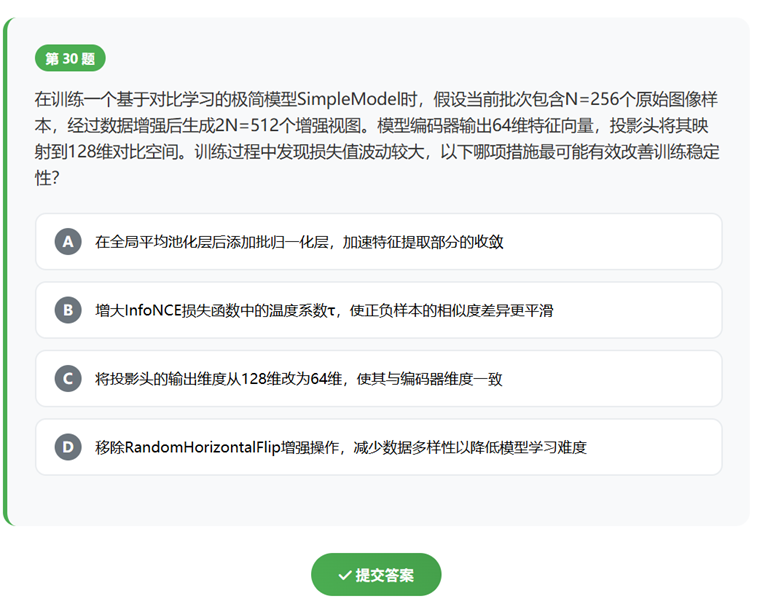 第 30 题
在训练一个基于对比学习的极简模型SimpleModel时，假设当前批次包含N=256个原始图像样
本，经过数据增强后生成2N=512个增强视图。模型编码器输出64维特征向量，投影头将其映
射到128维对比空间。训练过程中发现损失值波动较大，以下哪项措施最可能有效改善训练稳定
性？
A 在全局平均池化层后添加批归一化层，加速特征提取部分的收敛
B 增大InfoNCE损失函数中的温度系数τ，使正负样本的相似度差异更平滑
C 将投影头的输出维度从128维改为64维，使其与编码器维度一致
D 移除RandomHorizontalFlip增强操作，减少数据多样性以降低模型学习难度
✓ 提交答案